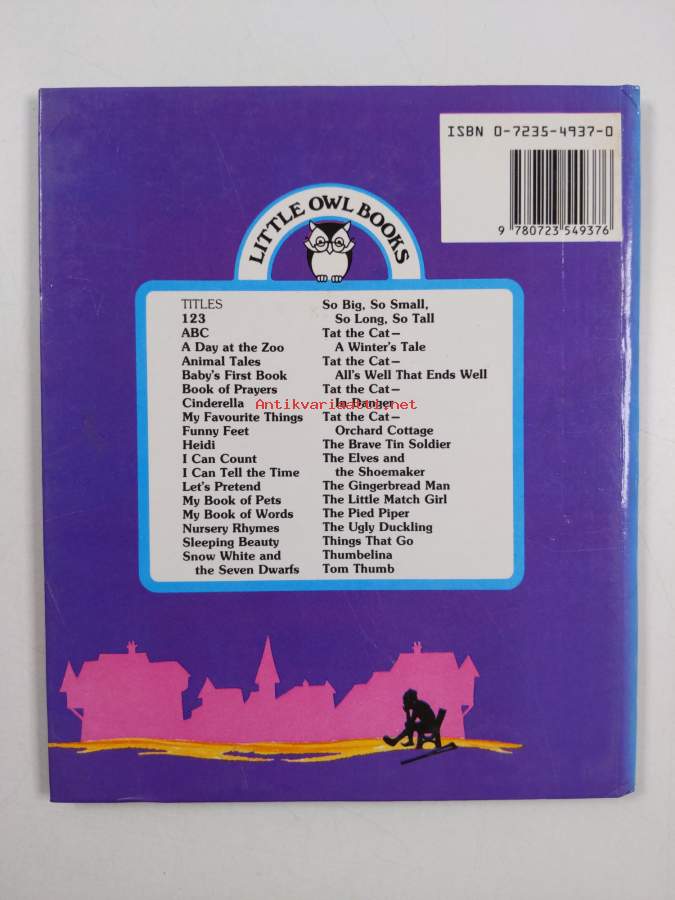 ISBN 0-7235-4937-0
9 780723 549376
LITTLE OWL BOOKS
TITLES
123
ABC
A Day at the Zoo
Animal Tales
Baby's First Book
Book of Prayers
Cinderella
My Favourite Things
Funny Feet
Heidi
I Can Count
I Can Tell the Time
Let's Pretend
My Book of Pets
My Book of Words
Nursery Rhymes
Sleeping Beauty
Snow White and
the Seven Dwarfs
So Big, So Small,
So Long, So Tall
Tat the Cat—
A Winter's Tale
Tat the Cat—
All's Well That Ends Well
Tat the Cat—
In Danger
Tat the Cat—
Orchard Cottage
The Brave Tin Soldier
The Elves and
the Shoemaker
The Gingerbread Man
The Little Match Girl
The Pied Piper
The Ugly Duckling
Things That Go
Thumbelina
Tom Thumb
Antikvariaatti.net